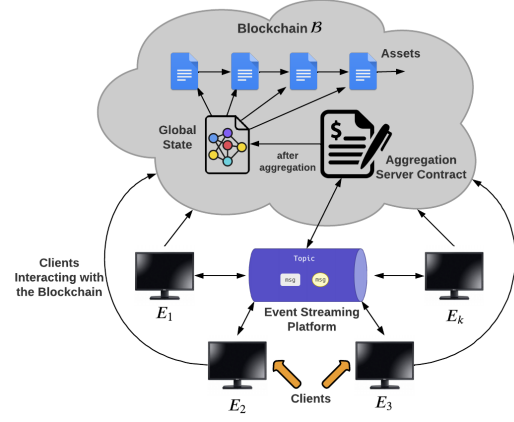 Blockchain B
Assets
Global
State
after
aggregation
$
Aggregation
Server Contract
Clients
Interacting with
the Blockchain
Topic
msg
msg
E1
Event Streaming
Platform
Ek
E2
Clients
E3